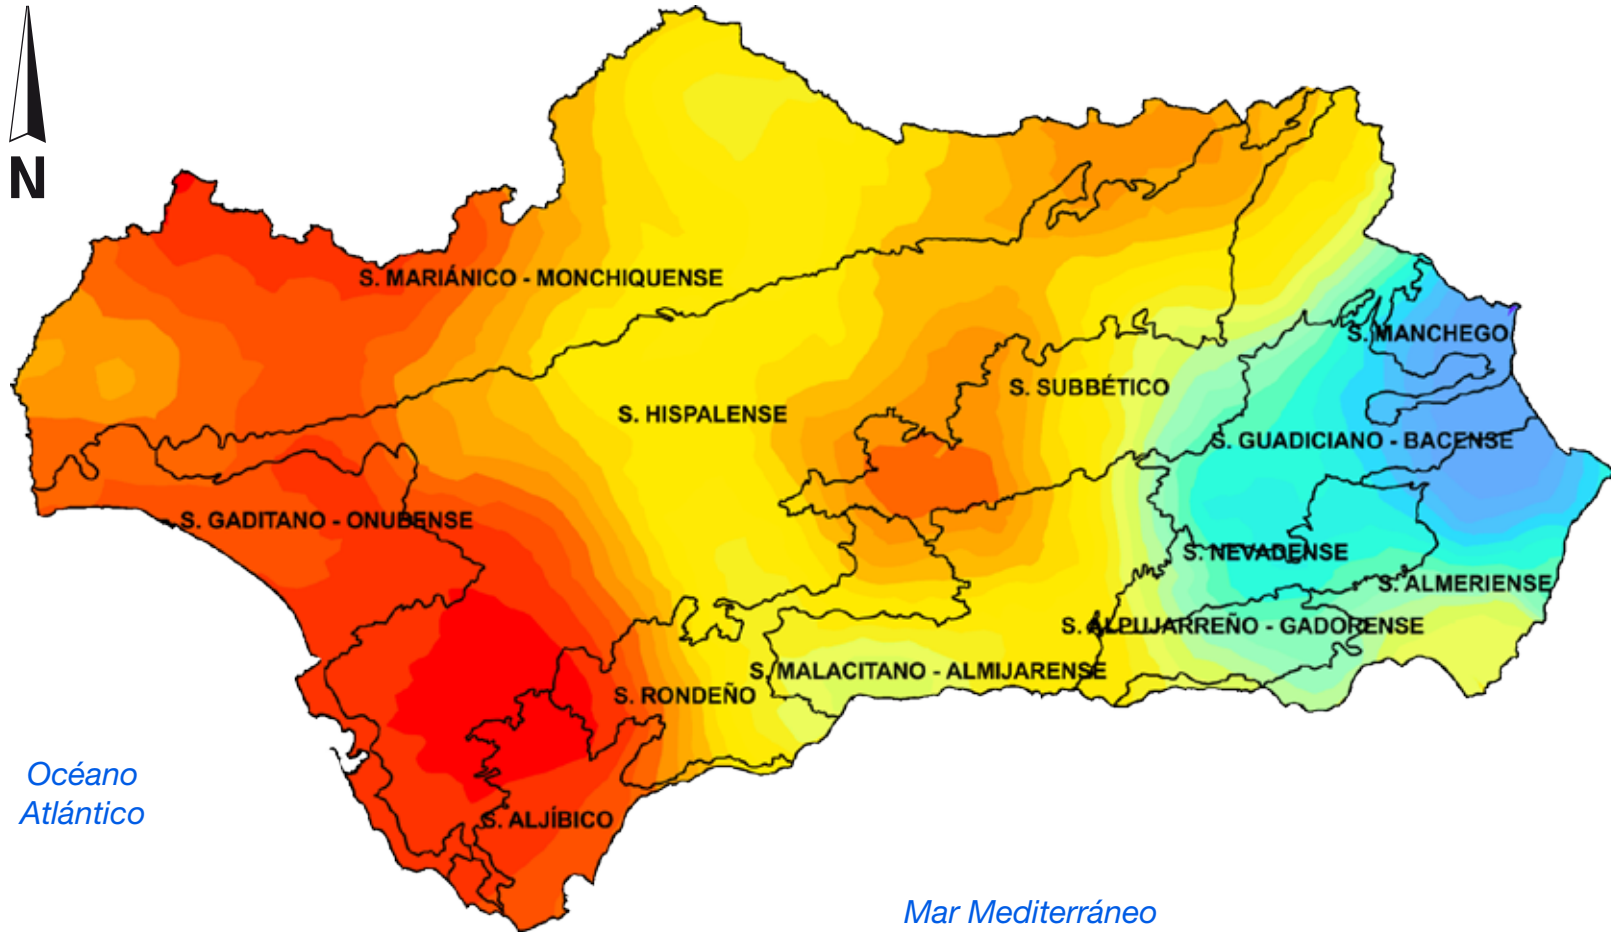 N
S. MARIÁNICO - MONCHIQUENSE
S. MANCHEGO
S. SUBBÉTICO
S. HISPALENSE
S. GUADICIANO - BACENSE
S. GADITANO - ONUBENSE
S. NEVADENSE
S. ALMERIENSE
S. ALPUJARREÑO - GADORENSE
S. MALACITANO - ALMIJARENSE
S. RONDEÑO
Océano
Atlántico
S. ALJÍBICO
Mar Mediterráneo